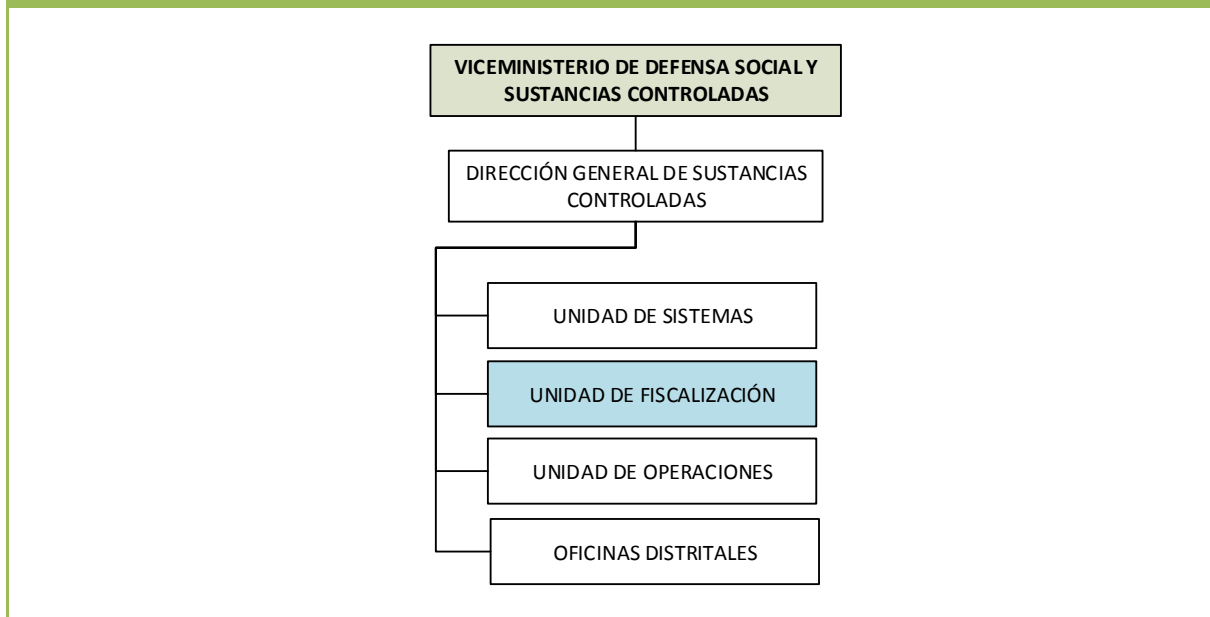 VICEMINISTERIO DE DEFENSA SOCIAL Y
SUSTANCIAS CONTROLADAS
DIRECCIÓN GENERAL DE SUSTANCIAS
CONTROLADAS
UNIDAD DE SISTEMAS
UNIDAD DE FISCALIZACIÓN
UNIDAD DE OPERACIONES
OFICINAS DISTRITALES